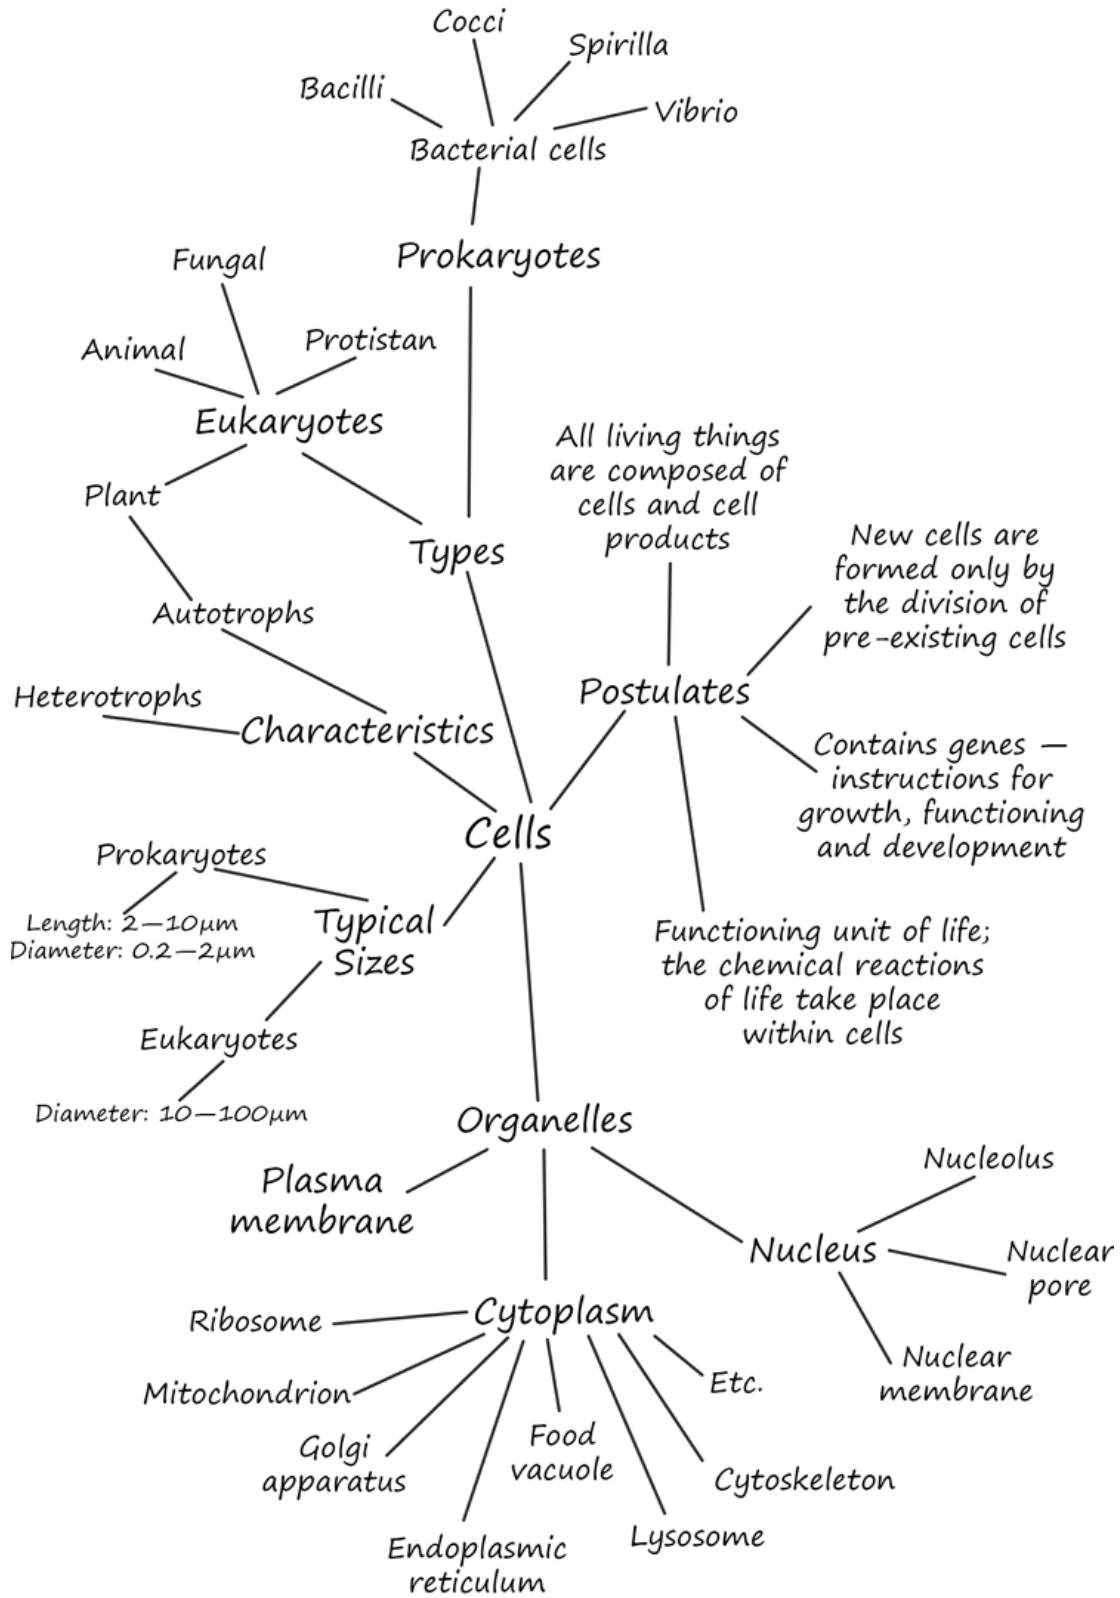 Cocci
Spirilla
Bacilli
Vibrio
Bacterial cells
Prokaryotes
Fungal
Animal
Protistan
Eukaryotes
Plant
Types
Autotrophs
Heterotrophs
Characteristics
All living things
are composed of
cells and cell
products
New cells are
formed only by
the division of
pre-existing cells
Postulates
Contains genes —
instructions for
growth, functioning
and development
Functioning unit of life;
the chemical reactions
of life take place
within cells
Cells
Prokaryotes
Length: 2—10μm
Diameter: 0.2—2μm
Typical
Sizes
Eukaryotes
Diameter: 10—100μm
Organelles
Plasma
membrane
Nucleolus
Nucleus
Nuclear
pore
Nuclear
membrane
Cytoplasm
Ribosome
Mitochondrion
Golgi
apparatus
Endoplasmic
reticulum
Food
vacuole
Lysosome
Cytoskeleton
Etc.